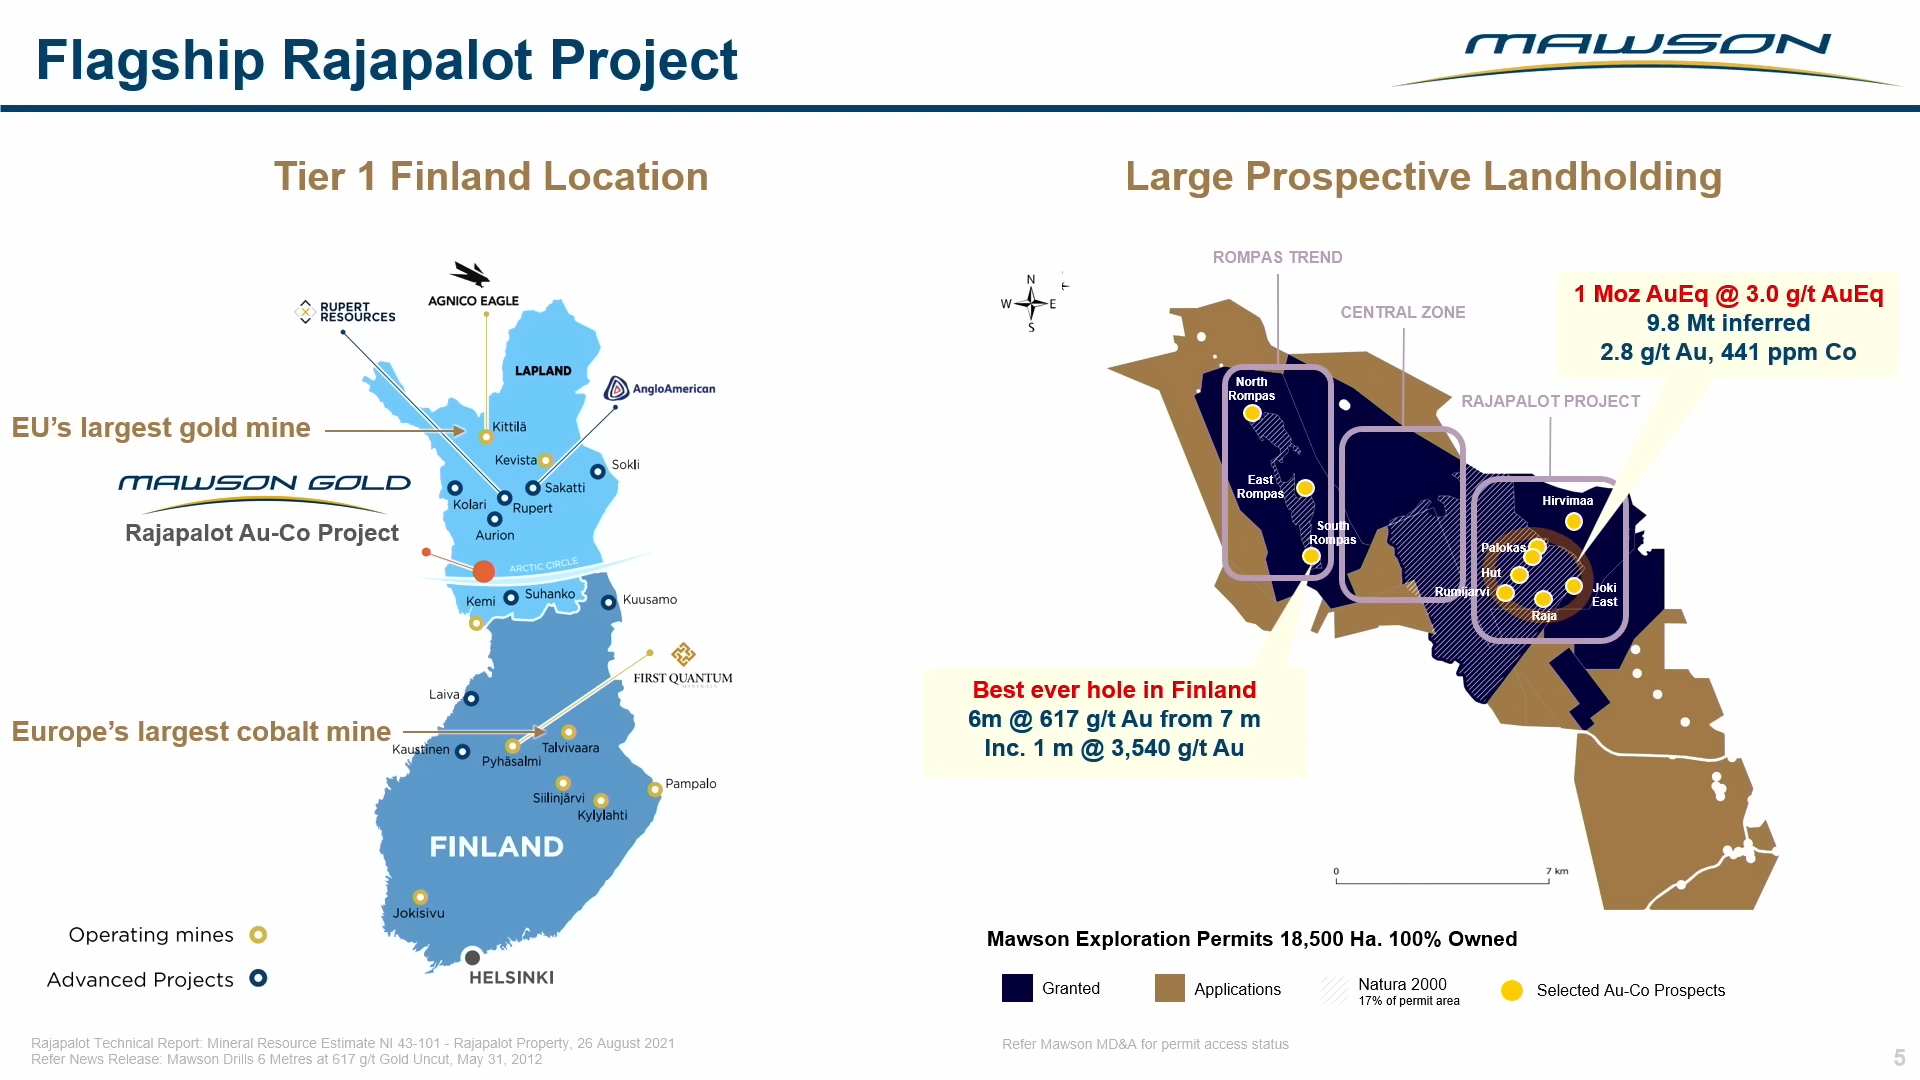 Flagship Rajapalot Project
MAWSON
Tier 1 Finland Location
RUPERT
RESOURCES
AGNICO EAGLE
LAPLAND
AngloAmerican
EU's largest gold mine
Kittilä
Kevista
Sokli
MAWSON GOLD
Sakatti
Kolari
Rupert
Rajapalot Au-Co Project
Aurion
ARCTIC CIRCLE
Suhanko
Kemi
Kuusamo
FIRST QUANTUM
MINERALS
Laiva
Europe's largest cobalt mine
Kaustinen
Talvivaara
Pyhäsalmi
Pampalo
Siilinjärvi
Kylylahti
FINLAND
Jokisivu
Operating mines
HELSINKI
Advanced Projects
Rajapalot Technical Report: Mineral Resource Estimate NI 43-101 - Rajapalot Property, 26 August 2021
Refer News Release: Mawson Drills 6 Metres at 617 g/t Gold Uncut, May 31, 2012
Large Prospective Landholding
ROMPAS TREND
N
W E
S
CENTRAL ZONE
1 Moz AuEq @ 3.0 g/t AuEq
9.8 Mt inferred
2.8 g/t Au, 441 ppm Co
RAJAPALOT PROJECT
North
Rompas
East
Rompas
South
Rompas
Hirvimaa
Palokas
Hut
Rumijarvi
Joki
East
Raja
Best ever hole in Finland
6m @ 617 g/t Au from 7 m
Inc. 1 m @ 3,540 g/t Au
0 7 km
Mawson Exploration Permits 18,500 Ha. 100% Owned
Granted
Applications
Natura 2000
17% of permit area
Selected Au-Co Prospects
Refer Mawson MD&A for permit access status
5